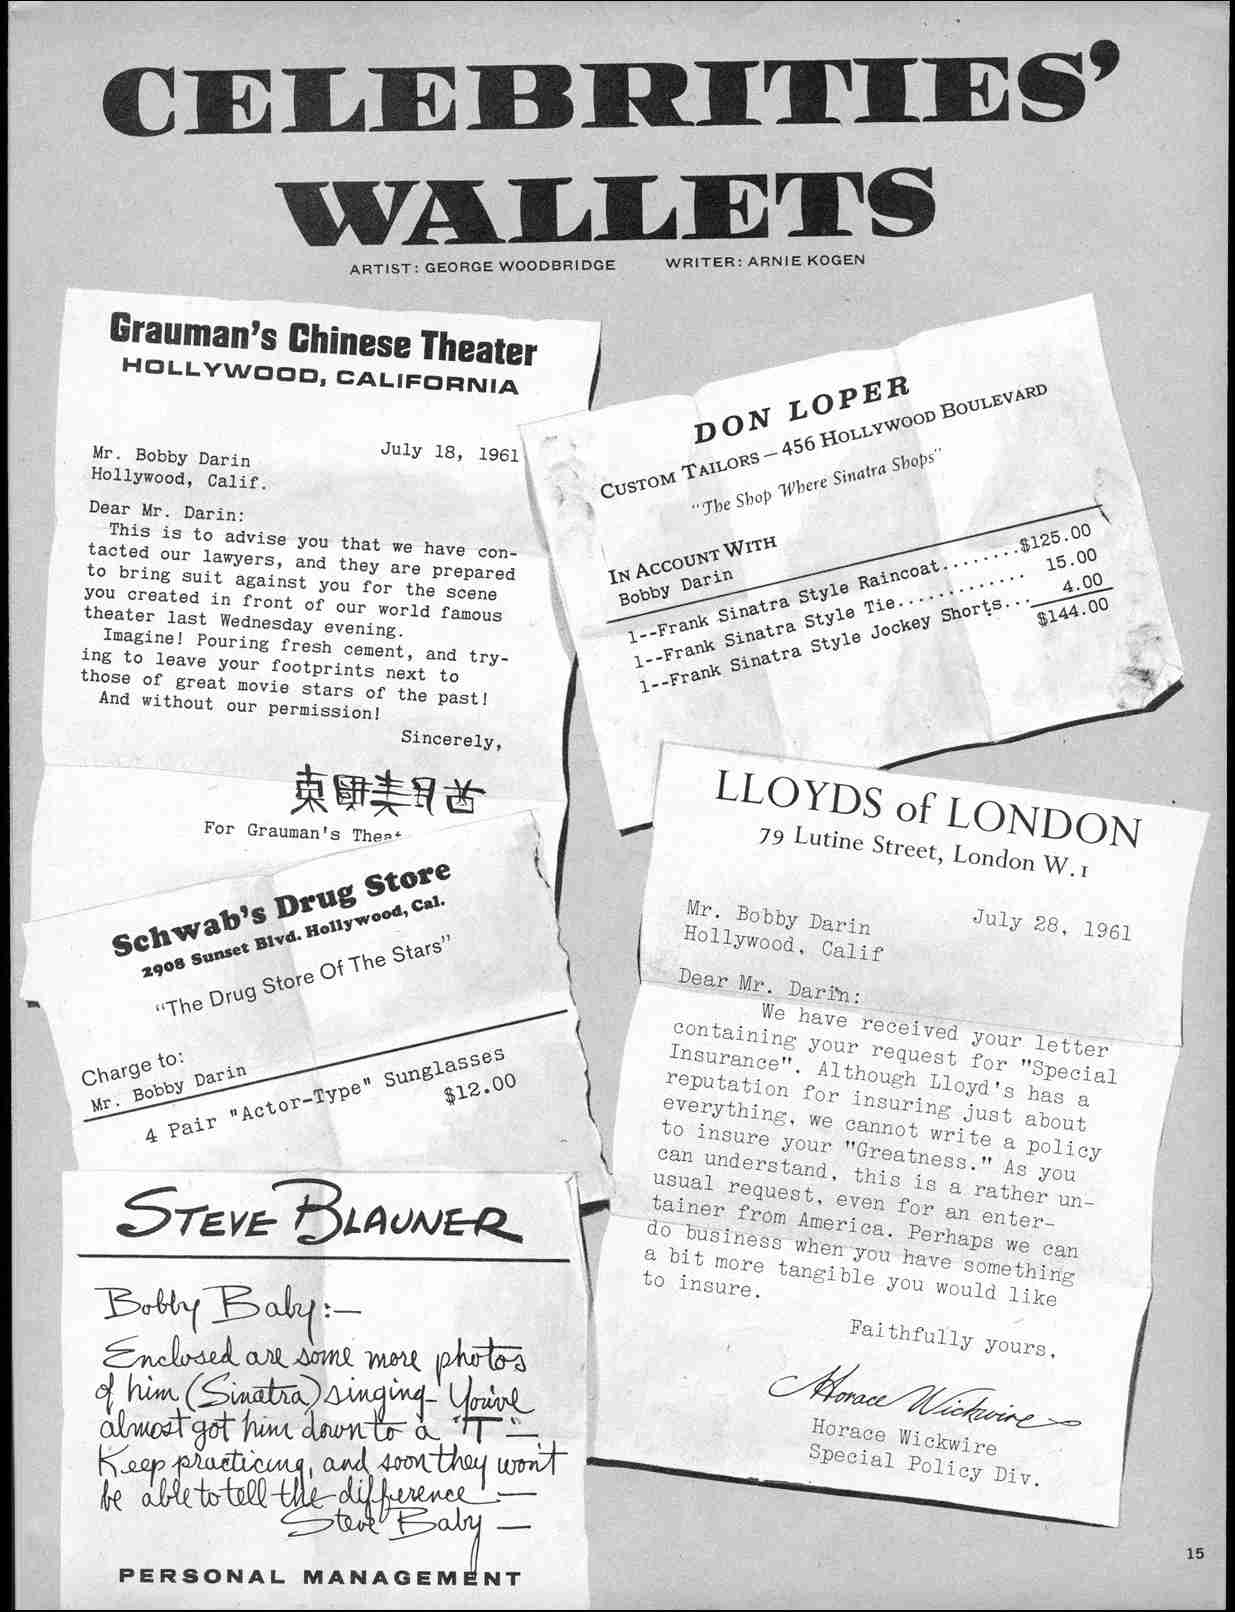 CELEBRITIES'
WALLETS
ARTIST: GEORGE WOODBRIDGE WRITER: ARNIE KOGEN
Grauman's Chinese Theater
HOLLYWOOD, CALIFORNIA
July 18, 1961
Mr. Bobby Darin
Hollywood, Calif.
Dear Mr. Darin:
This is to advise you that we have con-
tacted our lawyers, and they are prepared
to bring suit against you for the scene
you created in front of our world famous
theater last Wednesday evening.
Imagine! Pouring fresh cement, and try-
ing to leave your footprints next to
those of great movie stars of the past!
And without our permission!
Sincerely,
For Grauman's Theat
DON LOPER
CUSTOM TAILORS – 456 HOLLYWOOD BOULEVARD
"The Shop Where Sinatra Shops"
IN ACCOUNT WITH
Bobby Darin
1--Frank Sinatra Style Raincoat........$125.00
1--Frank Sinatra Style Tie............ 15.00
1--Frank Sinatra Style Jockey Shorts... 4.00
$144.00
Schwab's Drug Store
2908 Sunset Blvd. Hollywood, Cal.
"The Drug Store Of The Stars"
Charge to:
Mr. Bobby Darin
4 Pair "Actor-Type" Sunglasses
$12.00
LLOYDS of LONDON
79 Lutine Street, London W.1
July 28, 1961
Mr. Bobby Darin
Hollywood, Calif
Dear Mr. Darin:
We have received your letter
containing your request for "Special
Insurance". Although Lloyd's has a
reputation for insuring just about
everything, we cannot write a policy
to insure your "Greatness." As you
can understand, this is a rather un-
usual request, even for an enter-
tainer from America. Perhaps we can
do business when you have something
a bit more tangible you would like
to insure.
Faithfully yours,
Horace Wickwire
Horace Wickwire
Special Policy Div.
STEVE BLAUNER
Bobby Baby:—
Enclosed are some more photos
of him (Sinatra) singing— You've
almost got him down to a "T"—
Keep practicing, and soon they won't
be able to tell the difference—
Steve Baby—
PERSONAL MANAGEMENT
15